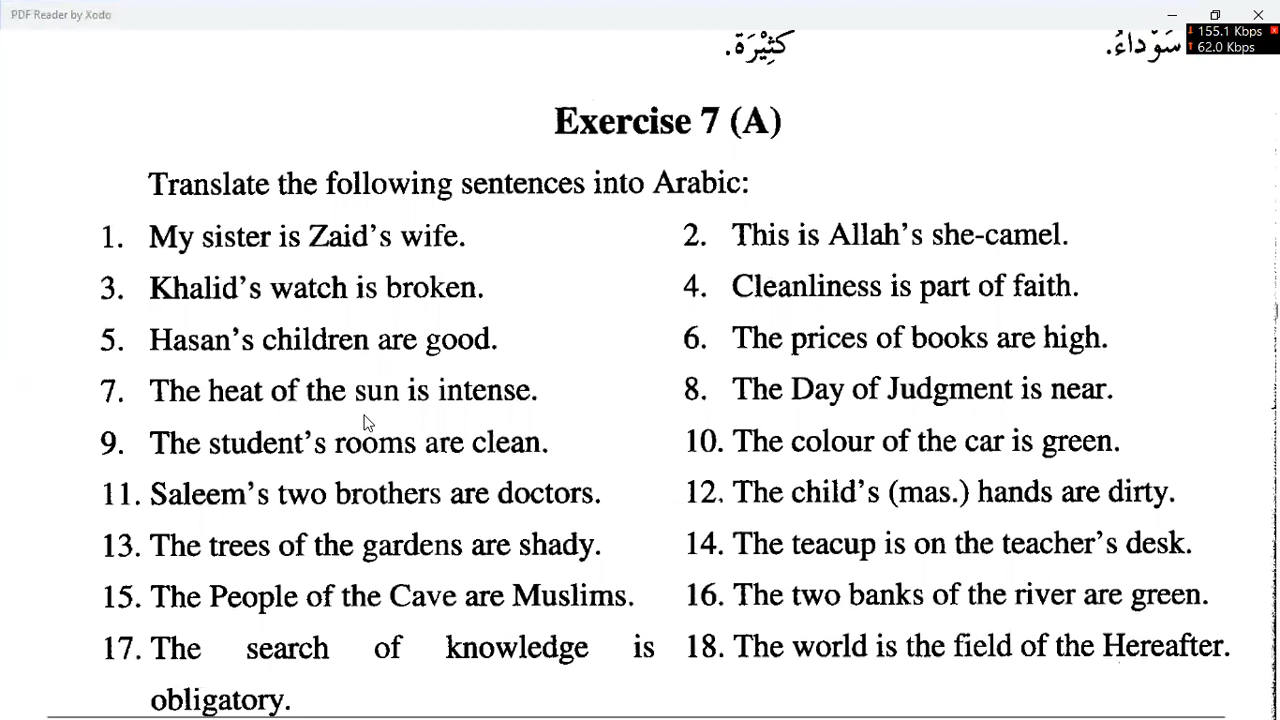 PDF Reader by Xodo
155.1 Kbps
62.0 Kbps
سَوْداءُ.
كَثِيْرَة.
Exercise 7 (A)
Translate the following sentences into Arabic:
1. My sister is Zaid's wife.
2. This is Allah's she-camel.
3. Khalid's watch is broken.
4. Cleanliness is part of faith.
5. Hasan's children are good.
6. The prices of books are high.
7. The heat of the sun is intense.
8. The Day of Judgment is near.
9. The student's rooms are clean.
10. The colour of the car is green.
11. Saleem's two brothers are doctors.
12. The child's (mas.) hands are dirty.
13. The trees of the gardens are shady.
14. The teacup is on the teacher's desk.
15. The People of the Cave are Muslims.
16. The two banks of the river are green.
17. The search of knowledge is
obligatory.
18. The world is the field of the Hereafter.